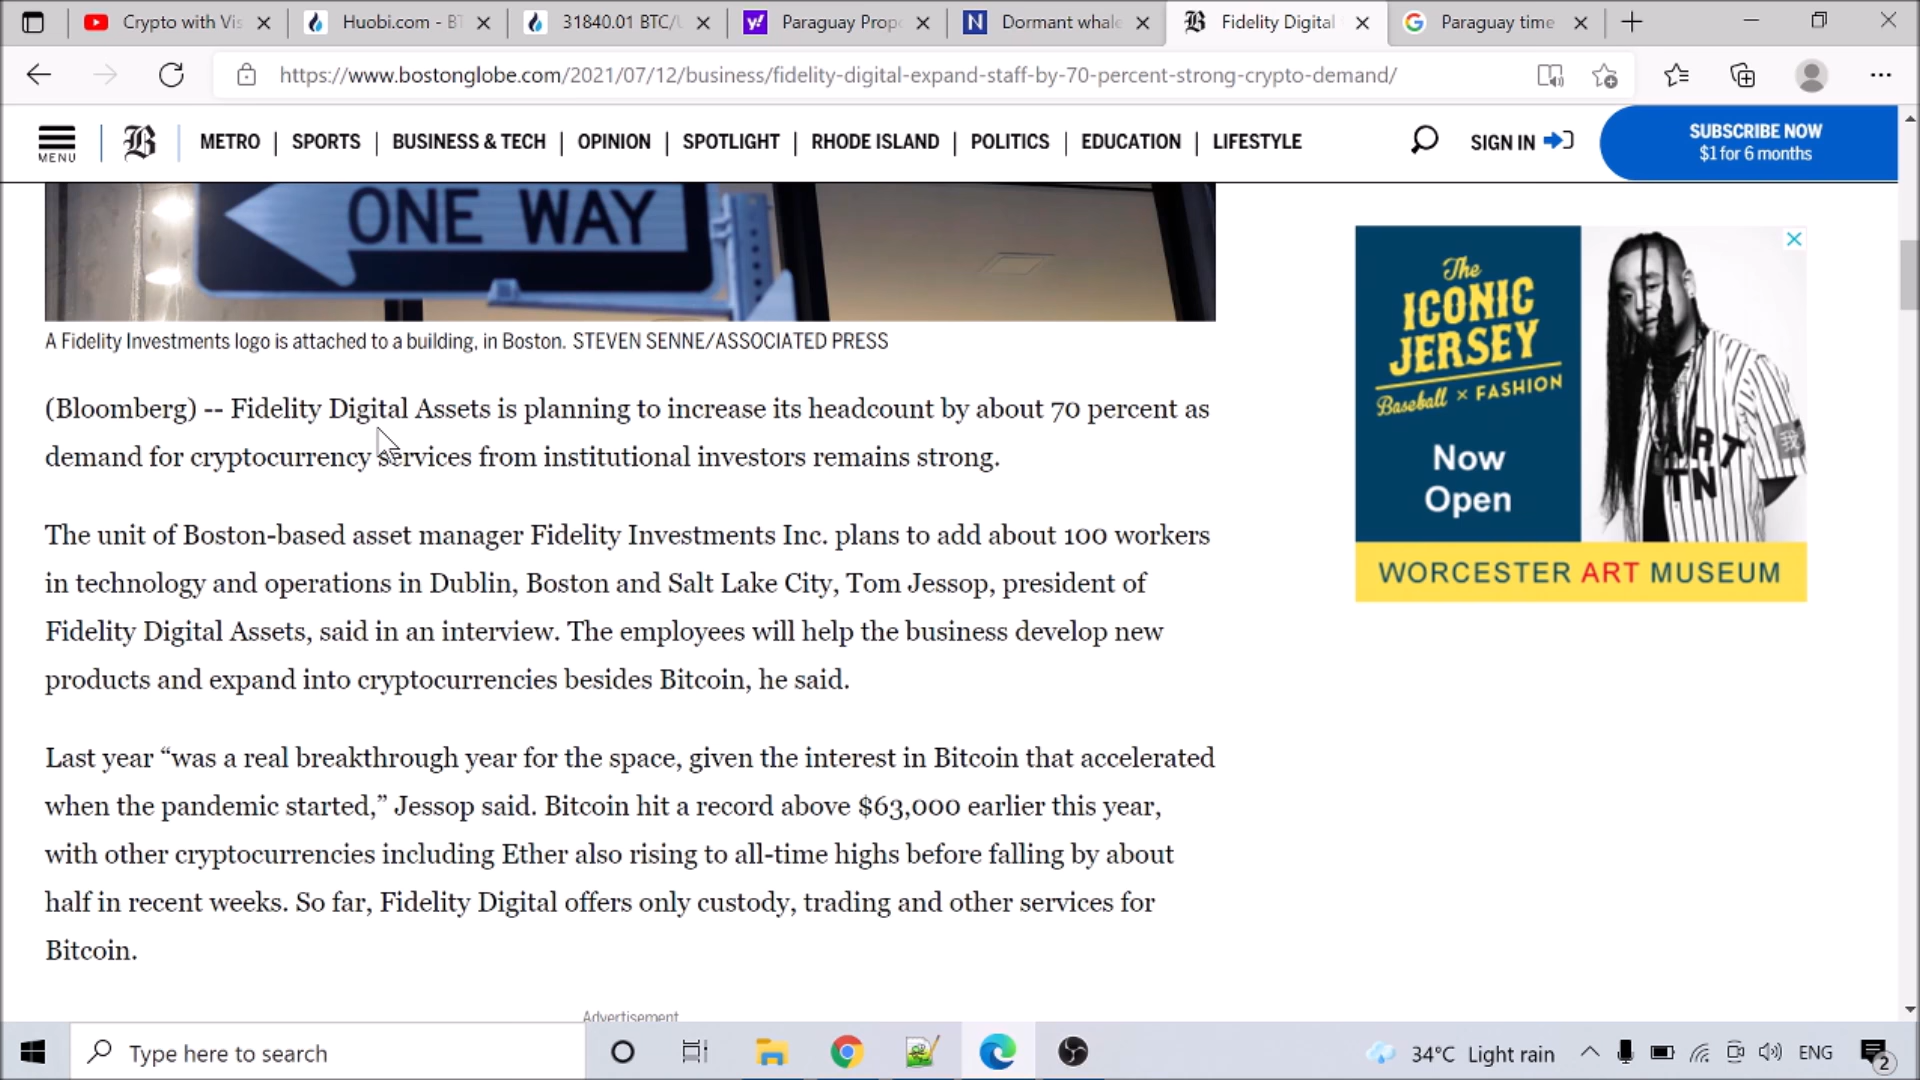 Crypto with Vis
Huobi.com - BT
31840.01 BTC/U
Paraguay Prop
Dormant whale
Fidelity Digital
Paraguay time
https://www.bostonglobe.com/2021/07/12/business/fidelity-digital-expand-staff-by-70-percent-strong-crypto-demand/
MENU
B
METRO | SPORTS | BUSINESS & TECH | OPINION | SPOTLIGHT | RHODE ISLAND | POLITICS | EDUCATION | LIFESTYLE
SIGN IN
SUBSCRIBE NOW
$1 for 6 months
ONE WAY
A Fidelity Investments logo is attached to a building, in Boston. STEVEN SENNE/ASSOCIATED PRESS
(Bloomberg) -- Fidelity Digital Assets is planning to increase its headcount by about 70 percent as
demand for cryptocurrency services from institutional investors remains strong.
The unit of Boston-based asset manager Fidelity Investments Inc. plans to add about 100 workers
in technology and operations in Dublin, Boston and Salt Lake City, Tom Jessop, president of
Fidelity Digital Assets, said in an interview. The employees will help the business develop new
products and expand into cryptocurrencies besides Bitcoin, he said.
Last year “was a real breakthrough year for the space, given the interest in Bitcoin that accelerated
when the pandemic started,” Jessop said. Bitcoin hit a record above $63,000 earlier this year,
with other cryptocurrencies including Ether also rising to all-time highs before falling by about
half in recent weeks. So far, Fidelity Digital offers only custody, trading and other services for
Bitcoin.
Advertisement
The
ICONIC
JERSEY
Baseball × FASHION
Now
Open
WORCESTER ART MUSEUM
Type here to search
34°C Light rain
ENG
2